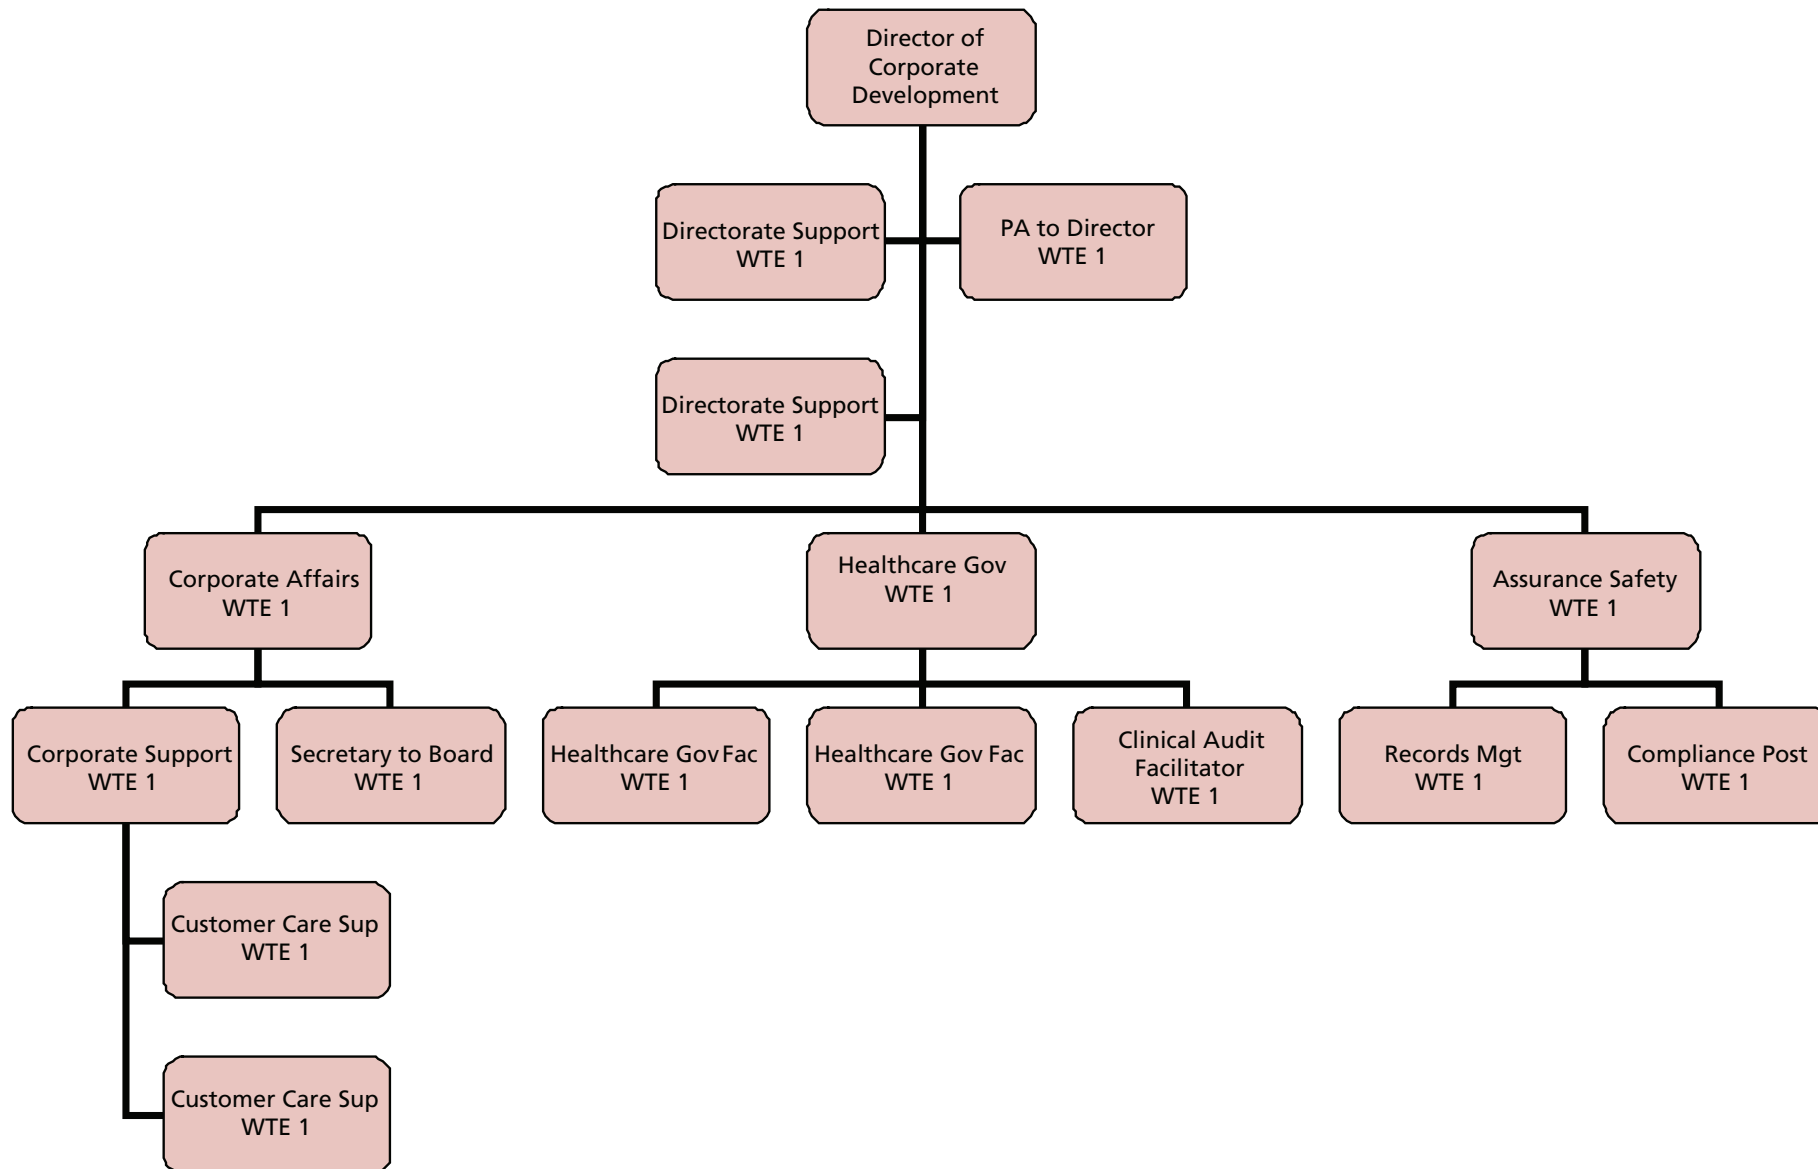 Director of
Corporate
Development
Directorate Support
WTE 1
PA to Director
WTE 1
Directorate Support
WTE 1
Corporate Affairs
WTE 1
Healthcare Gov
WTE 1
Assurance Safety
WTE 1
Corporate Support
WTE 1
Secretary to Board
WTE 1
Healthcare Gov Fac
WTE 1
Healthcare Gov Fac
WTE 1
Clinical Audit
Facilitator
WTE 1
Records Mgt
WTE 1
Compliance Post
WTE 1
Customer Care Sup
WTE 1
Customer Care Sup
WTE 1